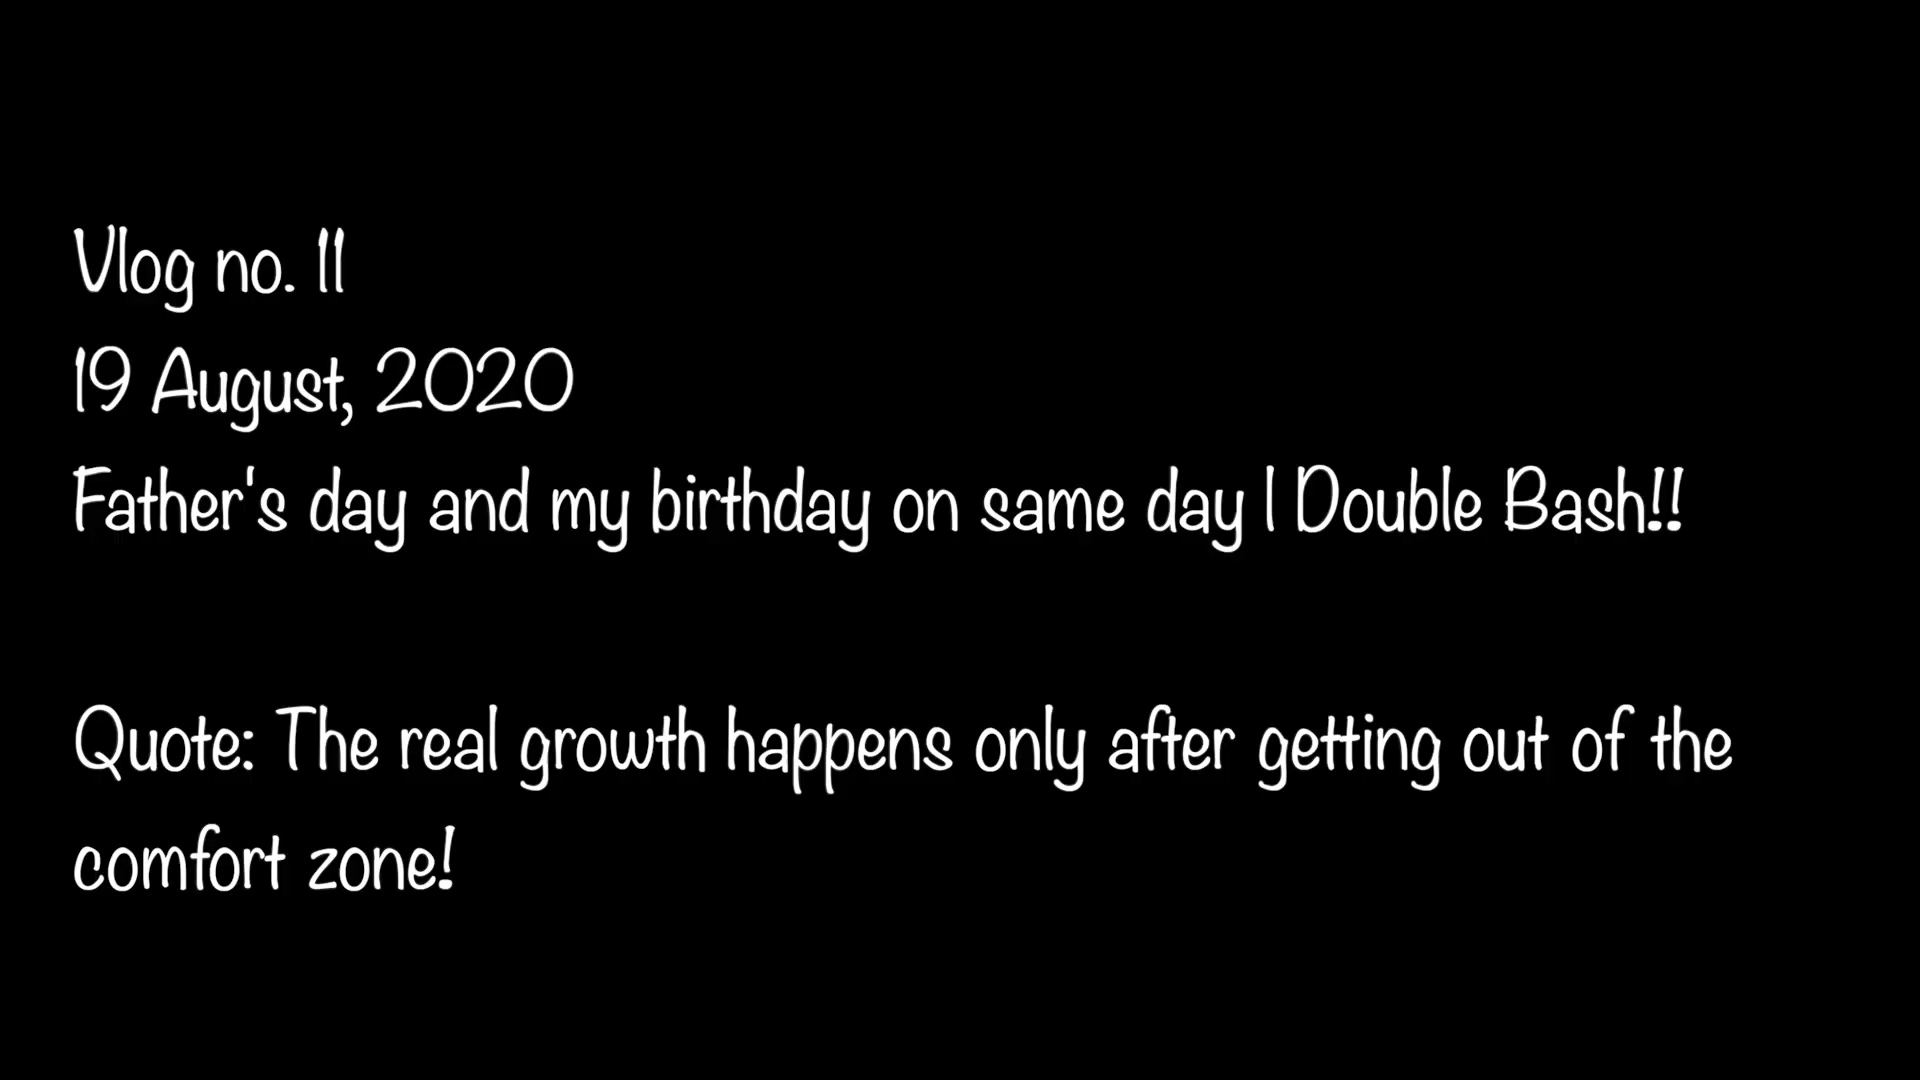 Vlog no. 11
19 August, 2020
Father's day and my birthday on same day | Double Bash!!
Quote: The real growth happens only after getting out of the
comfort zone!